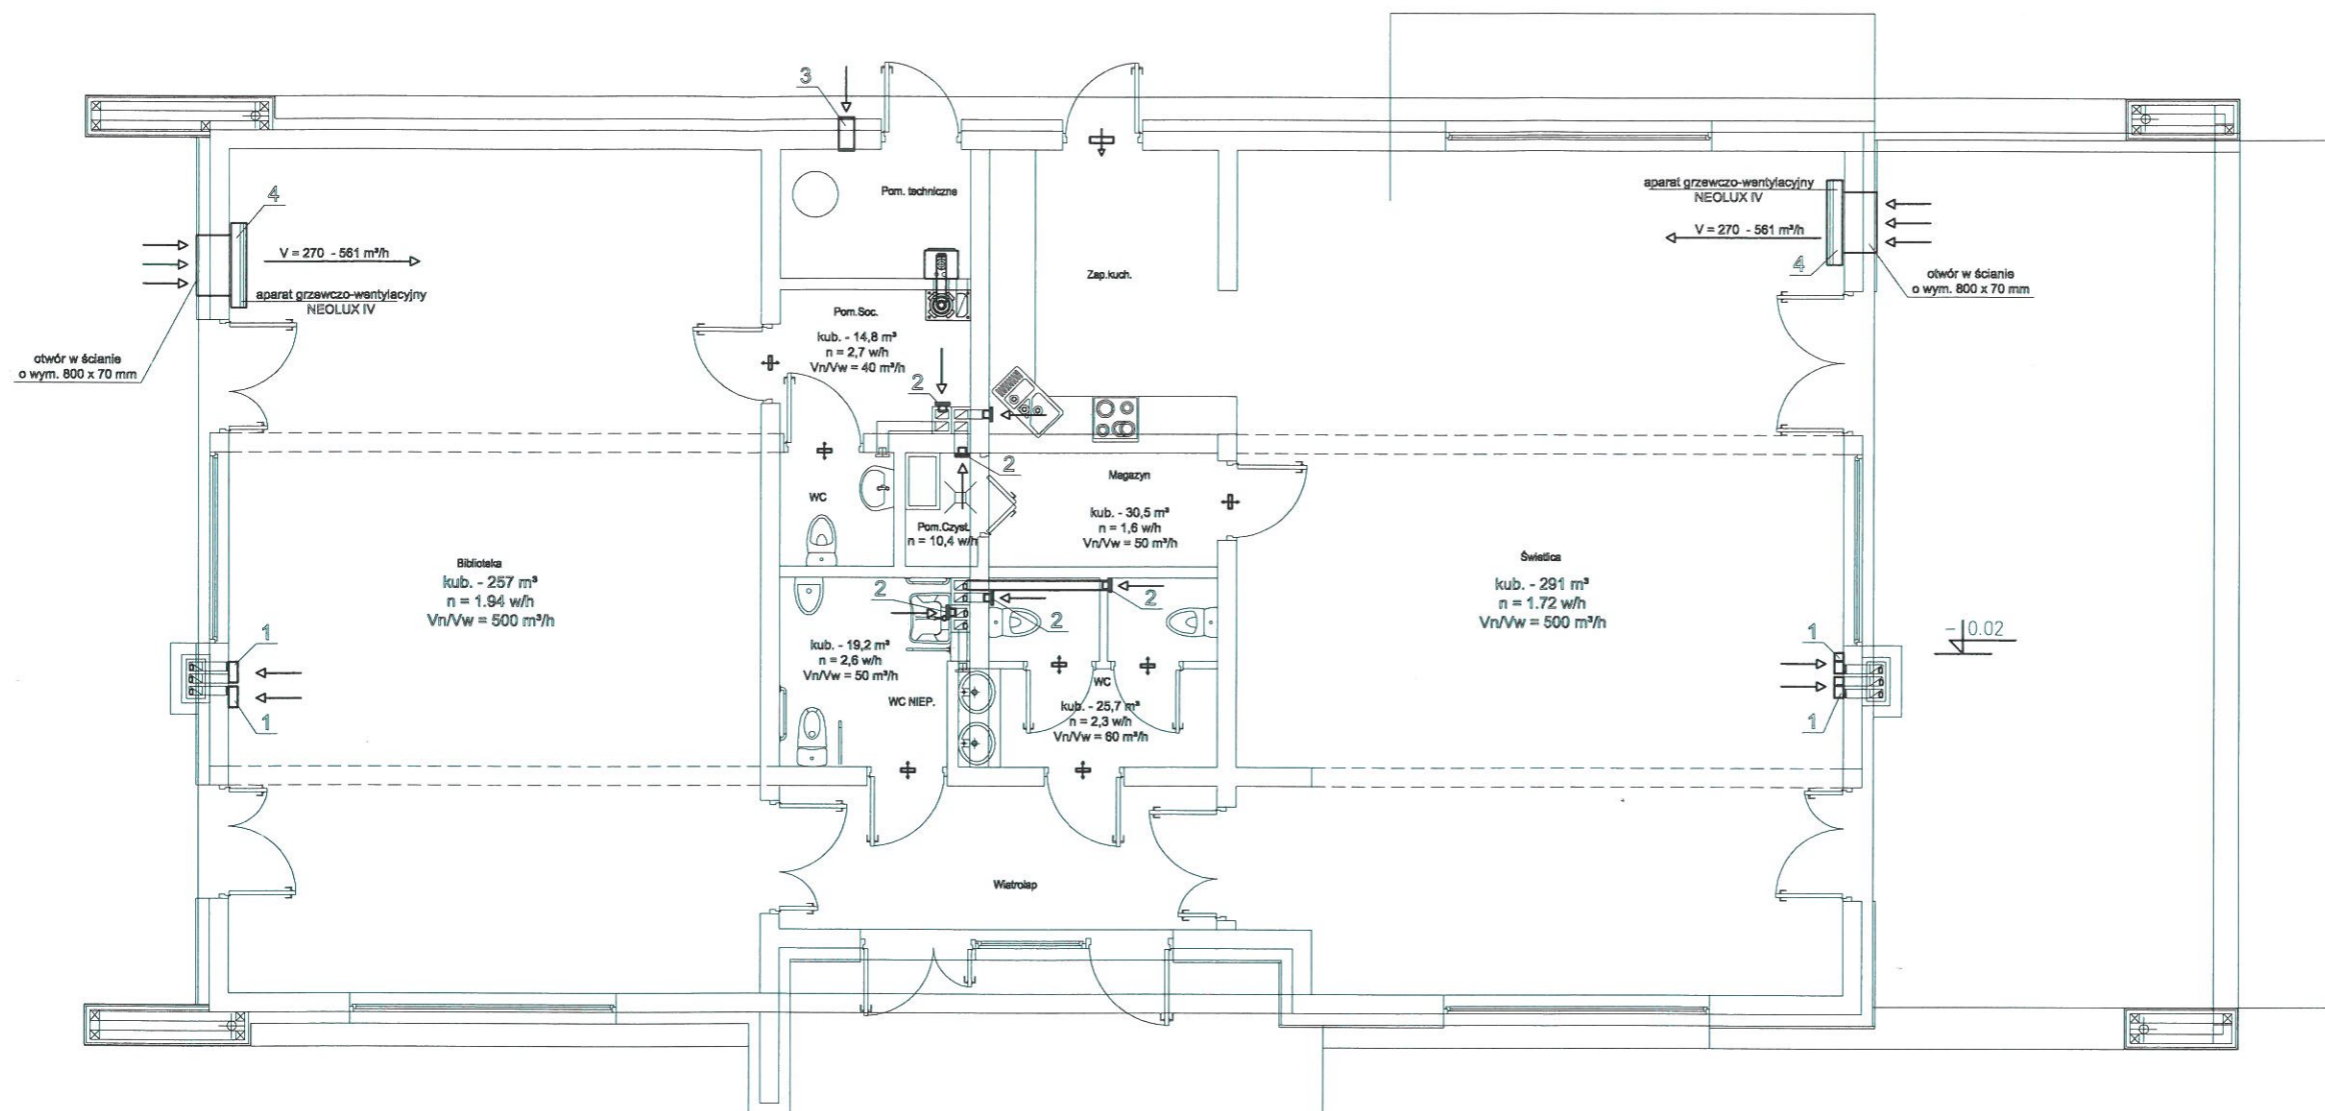 3
Pom. techniczne
aparat grzewczo-wentylacyjny
NEOLUX IV
V = 270 - 561 m³/h
4
otwór w ścianie
o wym. 800 x 70 mm
4
V = 270 - 561 m³/h
aparat grzewczo-wentylacyjny
NEOLUX IV
otwór w ścianie
o wym. 800 x 70 mm
Zap.kuch.
Pom.Soc.
kub. - 14,8 m³
n = 2,7 w/h
Vn/Vw = 40 m³/h
2
2
WC
Pom.Czyst.
n = 10,4 w/h
Magazyn
kub. - 30,5 m³
n = 1,6 w/h
Vn/Vw = 50 m³/h
Biblioteka
kub. - 257 m³
n = 1.94 w/h
Vn/Vw = 500 m³/h
Świetlica
kub. - 291 m³
n = 1.72 w/h
Vn/Vw = 500 m³/h
2
2
2
1
1
kub. - 19,2 m³
n = 2,6 w/h
Vn/Vw = 50 m³/h
WC NIEP.
WC
kub. - 25,7 m³
n = 2,3 w/h
Vn/Vw = 60 m³/h
1
1
- 0.02
Wiatrołap